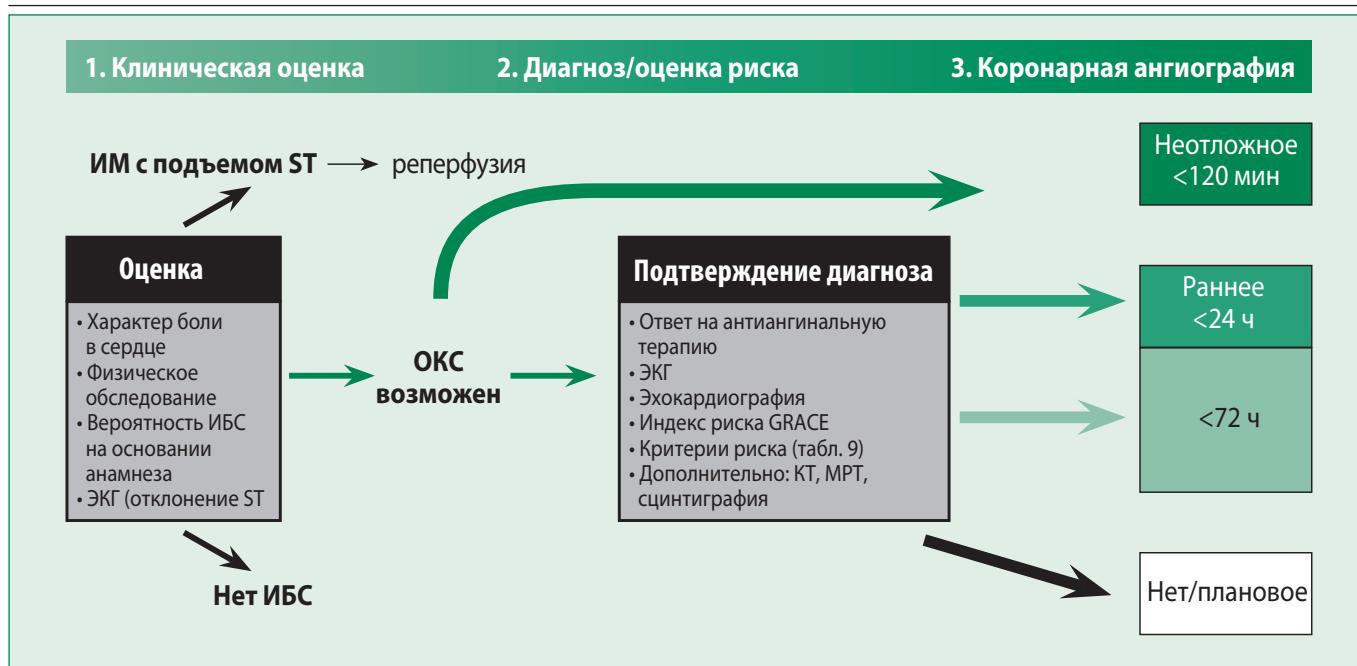 1. Клиническая оценка
2. Диагноз/оценка риска
3. Коронарная ангиография
ИМ с подъемом ST
реперфузия
Неотложное
<120 мин
Оценка
• Характер боли
в сердце
• Физическое
обследование
• Вероятность ИБС
на основании
анамнеза
• ЭКГ (отклонение ST
ОКС
возможен
Подтверждение диагноза
• Ответ на антиангинальную
терапию
• ЭКГ
• Эхокардиография
• Индекс риска GRACE
• Критерии риска (табл. 9)
• Дополнительно: КТ, МРТ,
сцинтиграфия
Раннее
<24 ч
<72 ч
Нет ИБС
Нет/плановое